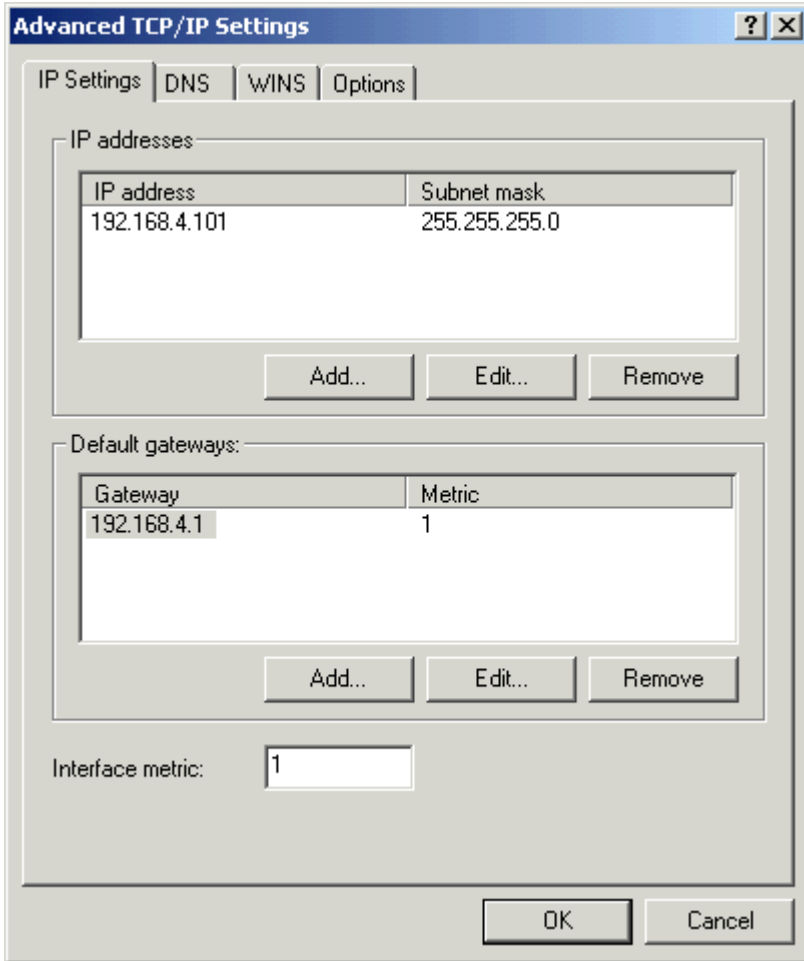 Advanced TCP/IP Settings
IP Settings DNS WINS Options
IP addresses
IP address Subnet mask
192.168.4.101 255.255.255.0
Add... Edit... Remove
Default gateways:
Gateway Metric
192.168.4.1 1
Add... Edit... Remove
Interface metric: 1
OK Cancel